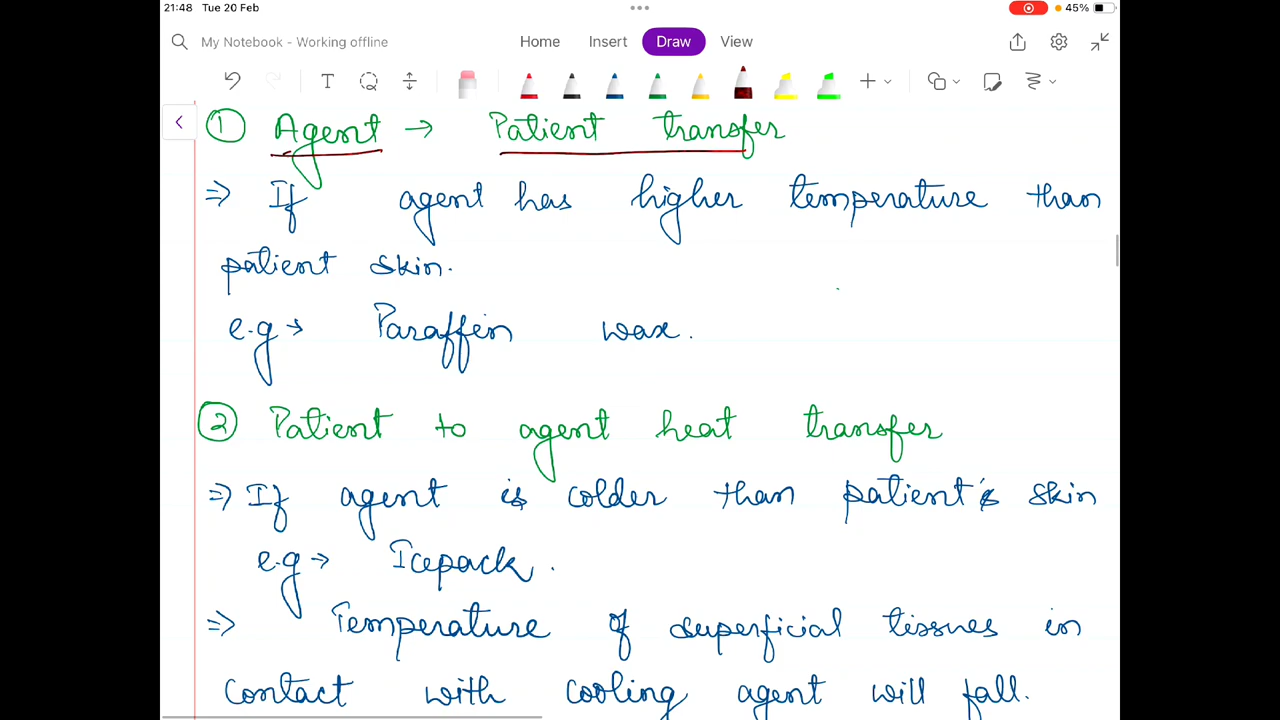 21:48 Tue 20 Feb
45%
My Notebook - Working offline
Home Insert Draw View
① Agent → Patient transfer
⇒ If agent has higher temperature than
patient skin.
e.g → Paraffin wax.
② Patient to agent heat transfer
⇒ If agent is colder than patient's skin
e.g → Icepack.
⇒ Temperature of superficial tissues in
contact with cooling agent will fall.